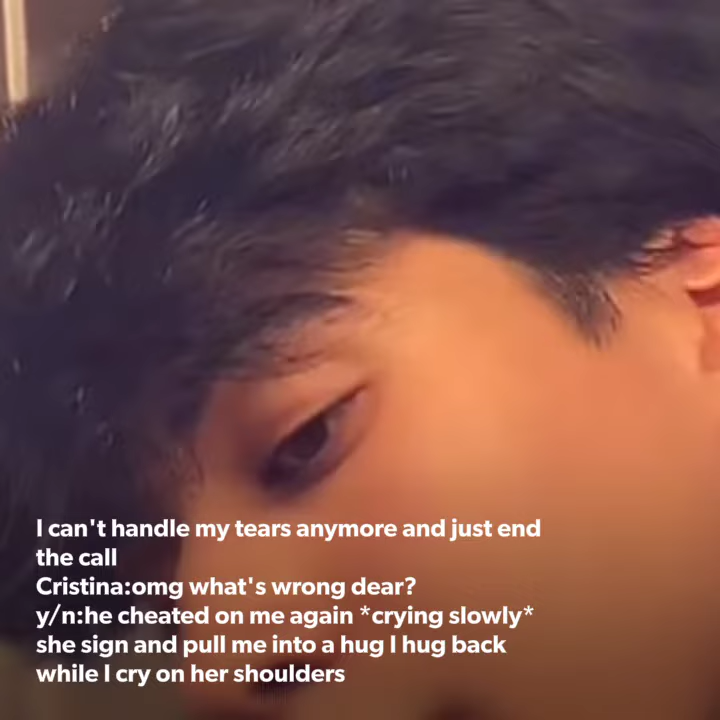 I can't handle my tears anymore and just end
the call
Cristina:omg what's wrong dear?
y/n:he cheated on me again *crying slowly*
she sign and pull me into a hug I hug back
while I cry on her shoulders